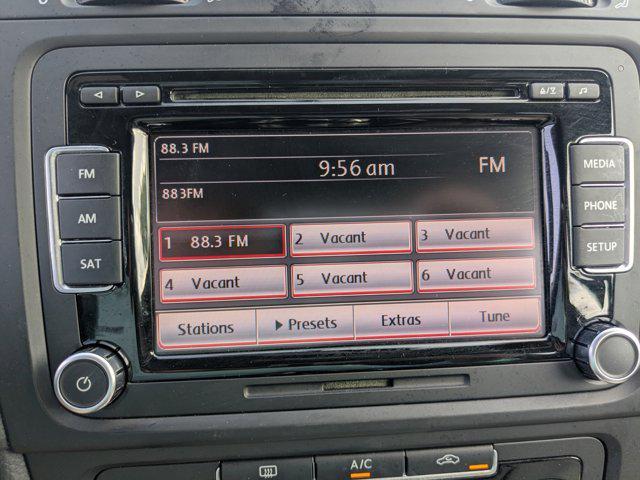 88.3 FM
9:56 am
FM
883FM
FM
AM
SAT
MEDIA
PHONE
SETUP
1 88.3 FM
2 Vacant
3 Vacant
4 Vacant
5 Vacant
6 Vacant
Stations
Presets
Extras
Tune
A/C